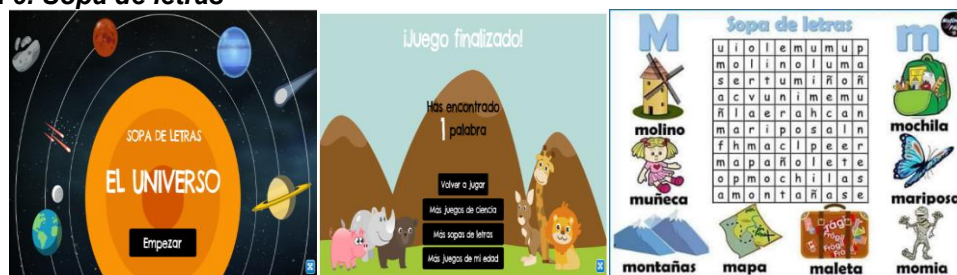 Sopa de letras
SOPA DE LETRAS
EL UNIVERSO
Empezar
¡Juego finalizado!
Has encontrado
1 palabra
Volver a jugar
Más juegos de ciencia
Más sopas de letras
Más juegos de mi edad
M Sopa de letras m
u i o l e m u m u p
m o l i n o l u m a
s e r t u m i ñ o ñ
a c v u n i m e m u
ñ l a e r a h c a n
m a r i p o s a l n
f h m a c l p e e r
m a p a ñ o l e t e
o p m o c h i l a s
a m o n t a ñ a s e
molino
mochila
muñeca
mariposa
montañas
mapa
maleta
momia